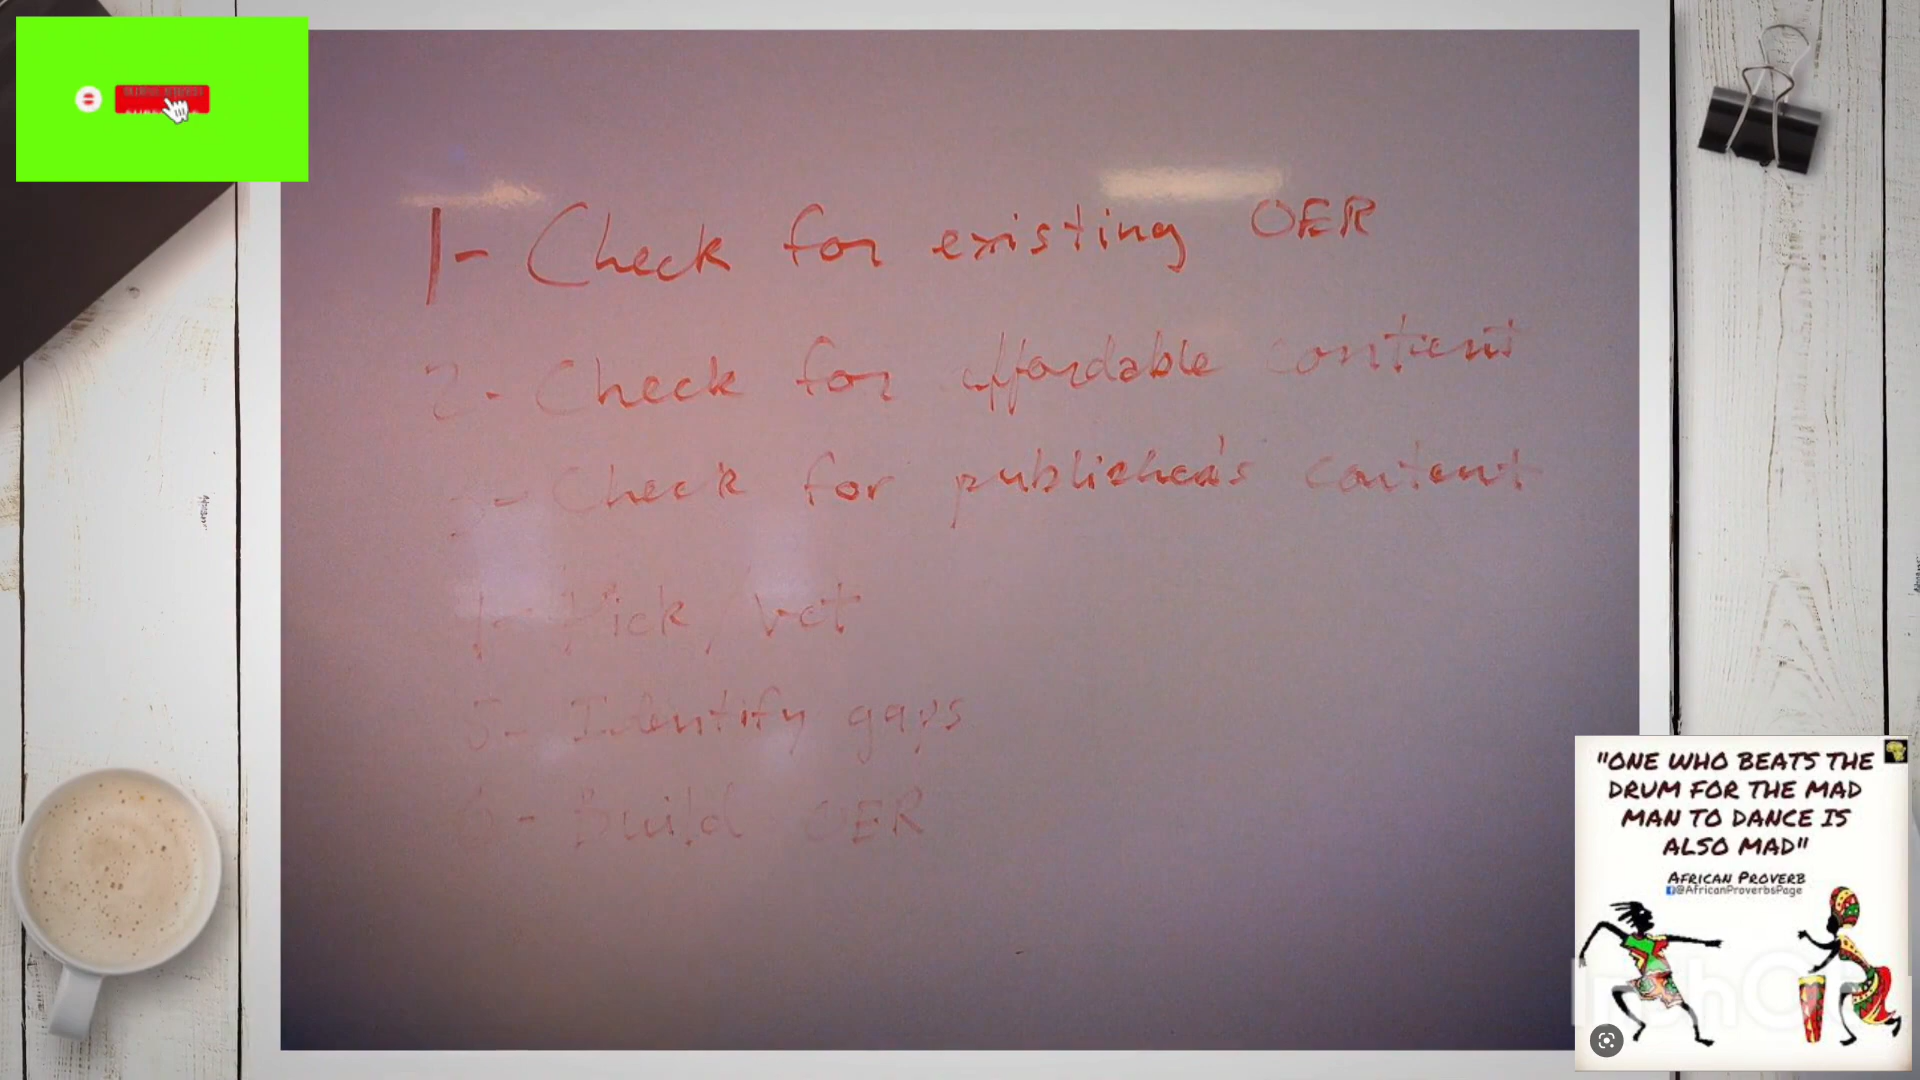 1- Check for existing OER
2- Check for affordable content
- Check for publisher's content
Pick / vet
5- Identify gaps
6- Build OER
"ONE WHO BEATS THE
DRUM FOR THE MAD
MAN TO DANCE IS
ALSO MAD"
AFRICAN PROVERB
@AfricanProverbsPage
InShOt